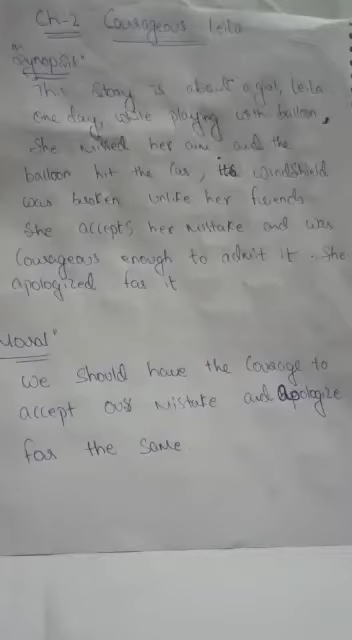 Ch-2 Courageous Leila
"Synopsis"
This story is about a girl, Leila
one day, while playing with balloon,
She missed her aim and the
balloon hit the car, its windshield
was broken unlike her friends
She accepts her mistake and was
Courageous enough to admit it. She
apologized for it
Moral"
We should have the Courage to
accept our mistake and apologize
for the same